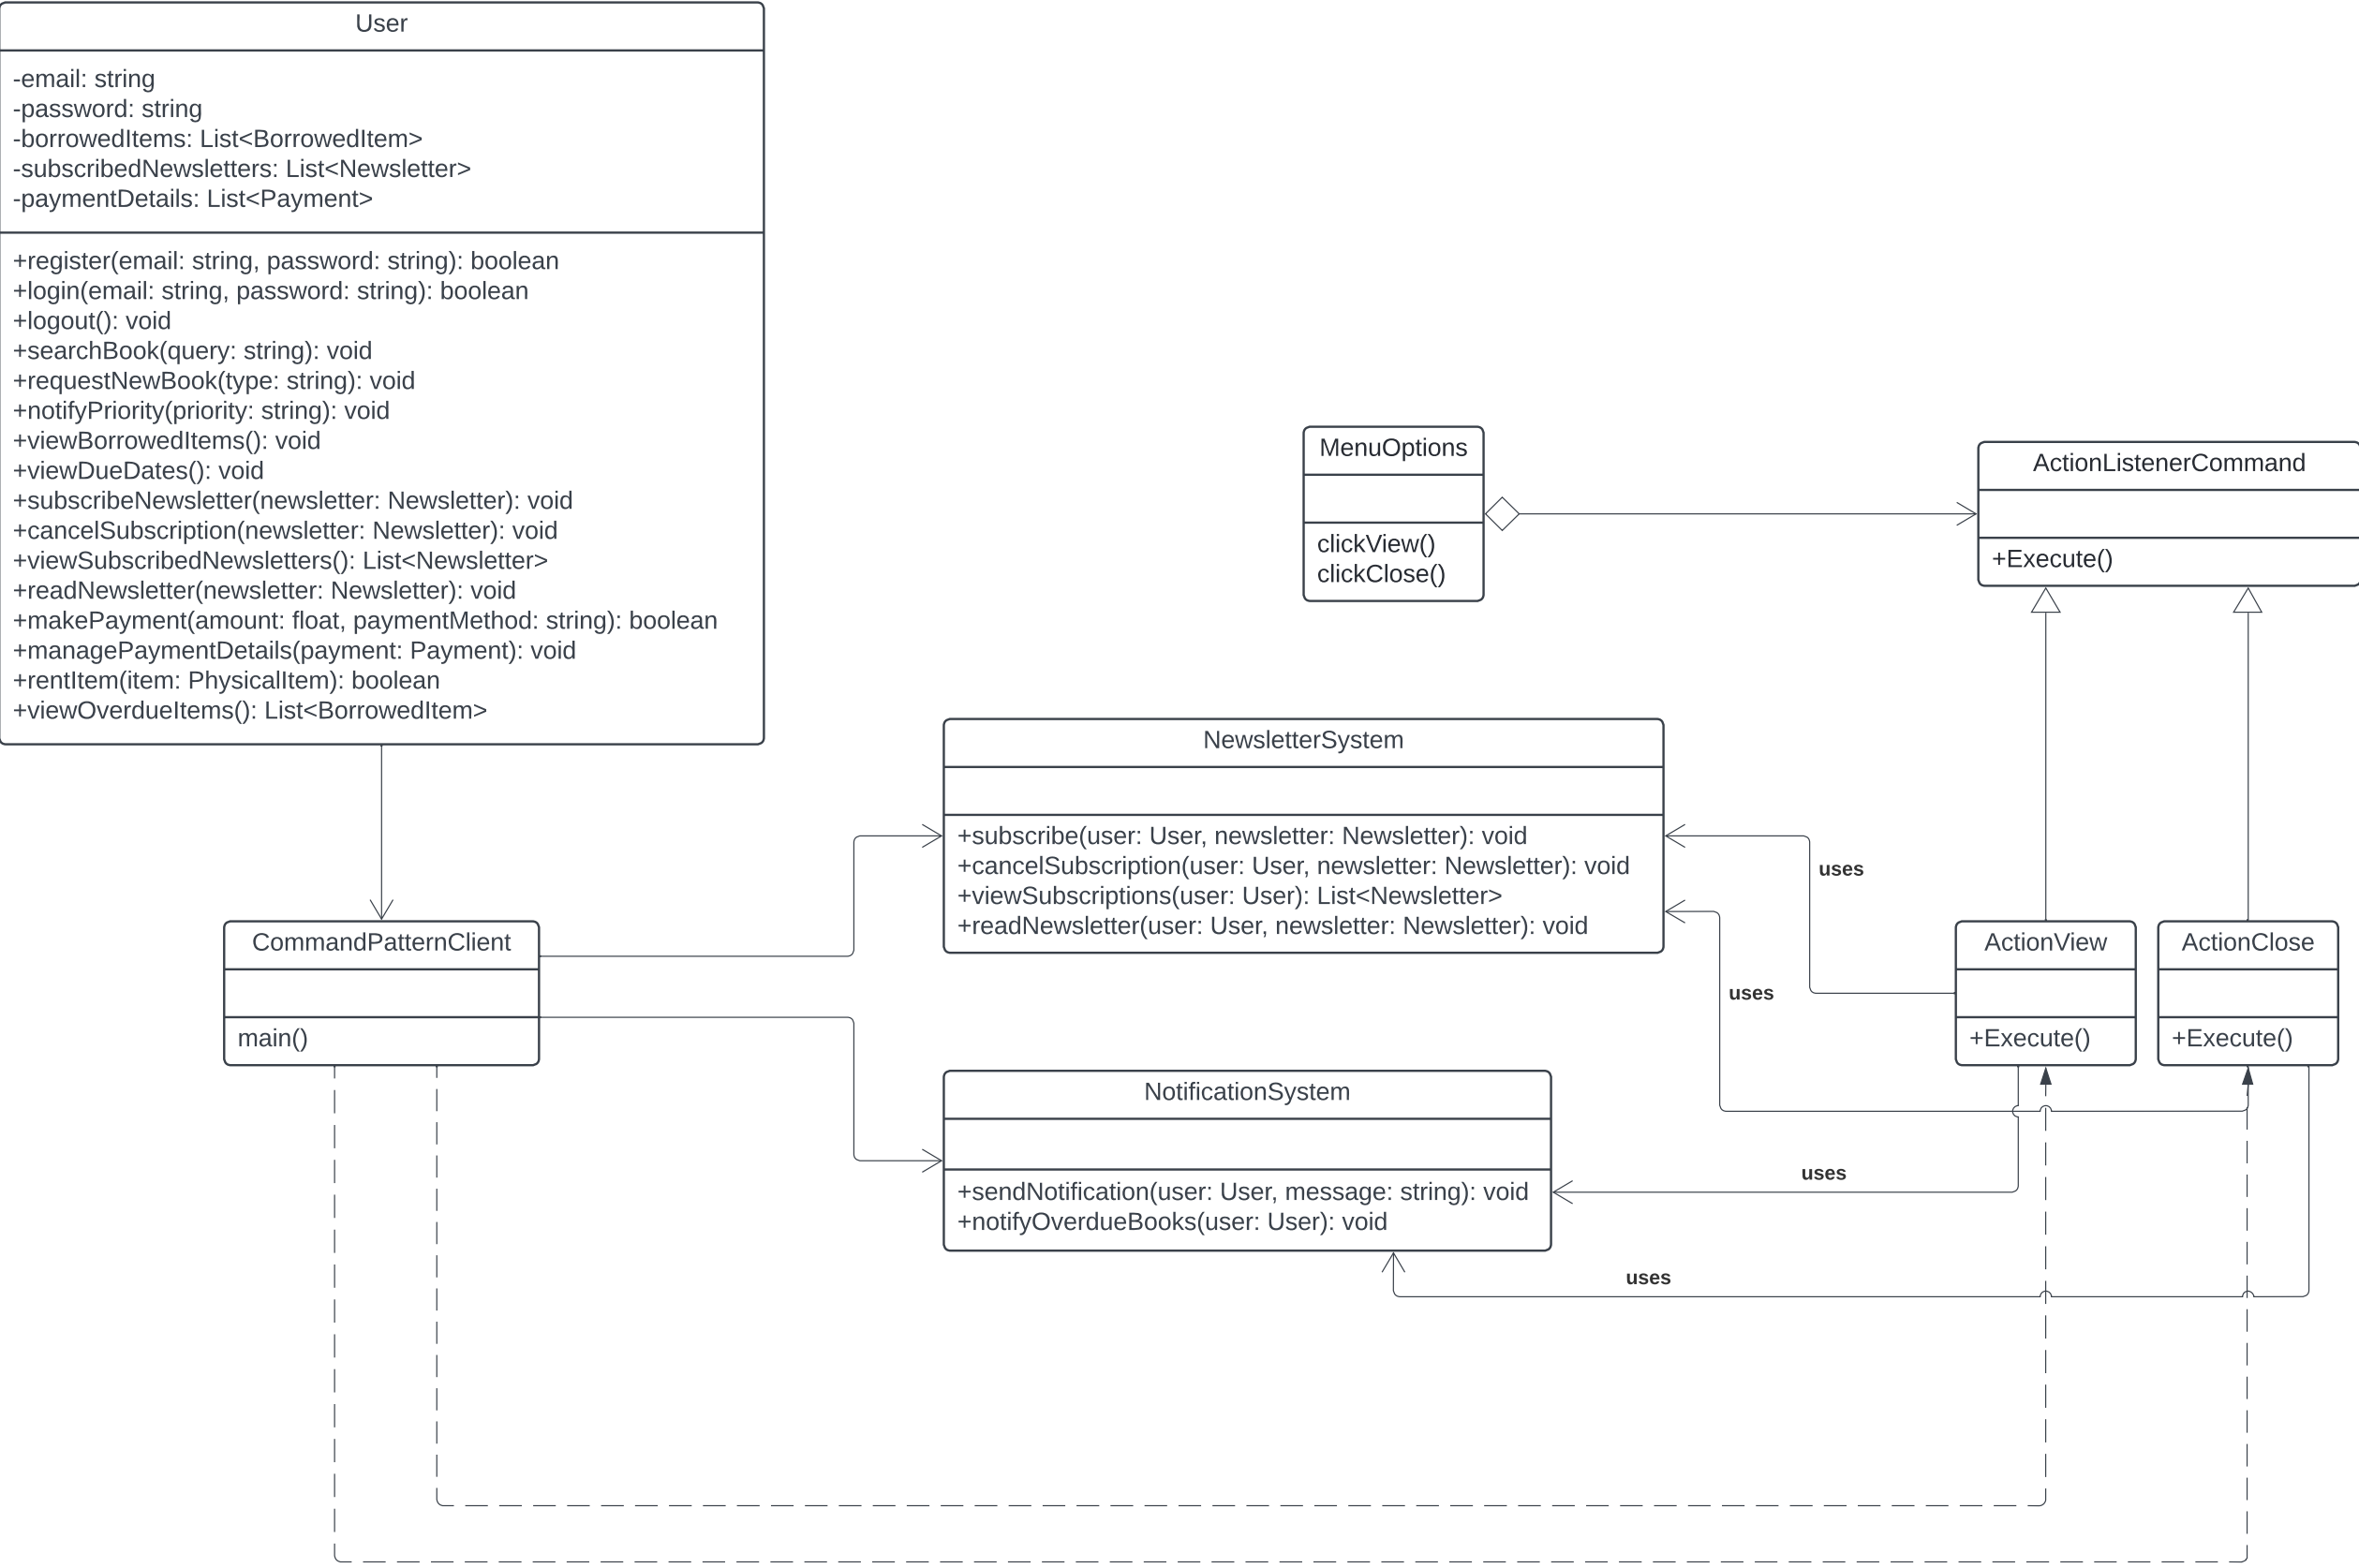 User
-email: string
-password: string
-borrowedItems: List<BorrowedItem>
-subscribedNewsletters: List<Newsletter>
-paymentDetails: List<Payment>
+register(email: string, password: string): boolean
+login(email: string, password: string): boolean
+logout(): void
+searchBook(query: string): void
+requestNewBook(type: string): void
+notifyPriority(priority: string): void
+viewBorrowedItems(): void
+viewDueDates(): void
+subscribeNewsletter(newsletter: Newsletter): void
+cancelSubscription(newsletter: Newsletter): void
+viewSubscribedNewsletters(): List<Newsletter>
+readNewsletter(newsletter: Newsletter): void
+makePayment(amount: float, paymentMethod: string): boolean
+managePaymentDetails(payment: Payment): void
+rentItem(item: PhysicalItem): boolean
+viewOverdueItems(): List<BorrowedItem>
MenuOptions
clickView()
clickClose()
ActionListenerCommand
+Execute()
NewsletterSystem
+subscribe(user: User, newsletter: Newsletter): void
+cancelSubscription(user: User, newsletter: Newsletter): void
+viewSubscriptions(user: User): List<Newsletter>
+readNewsletter(user: User, newsletter: Newsletter): void
uses
uses
CommandPatternClient
main()
ActionView
+Execute()
ActionClose
+Execute()
NotificationSystem
+sendNotification(user: User, message: string): void
+notifyOverdueBooks(user: User): void
uses
uses